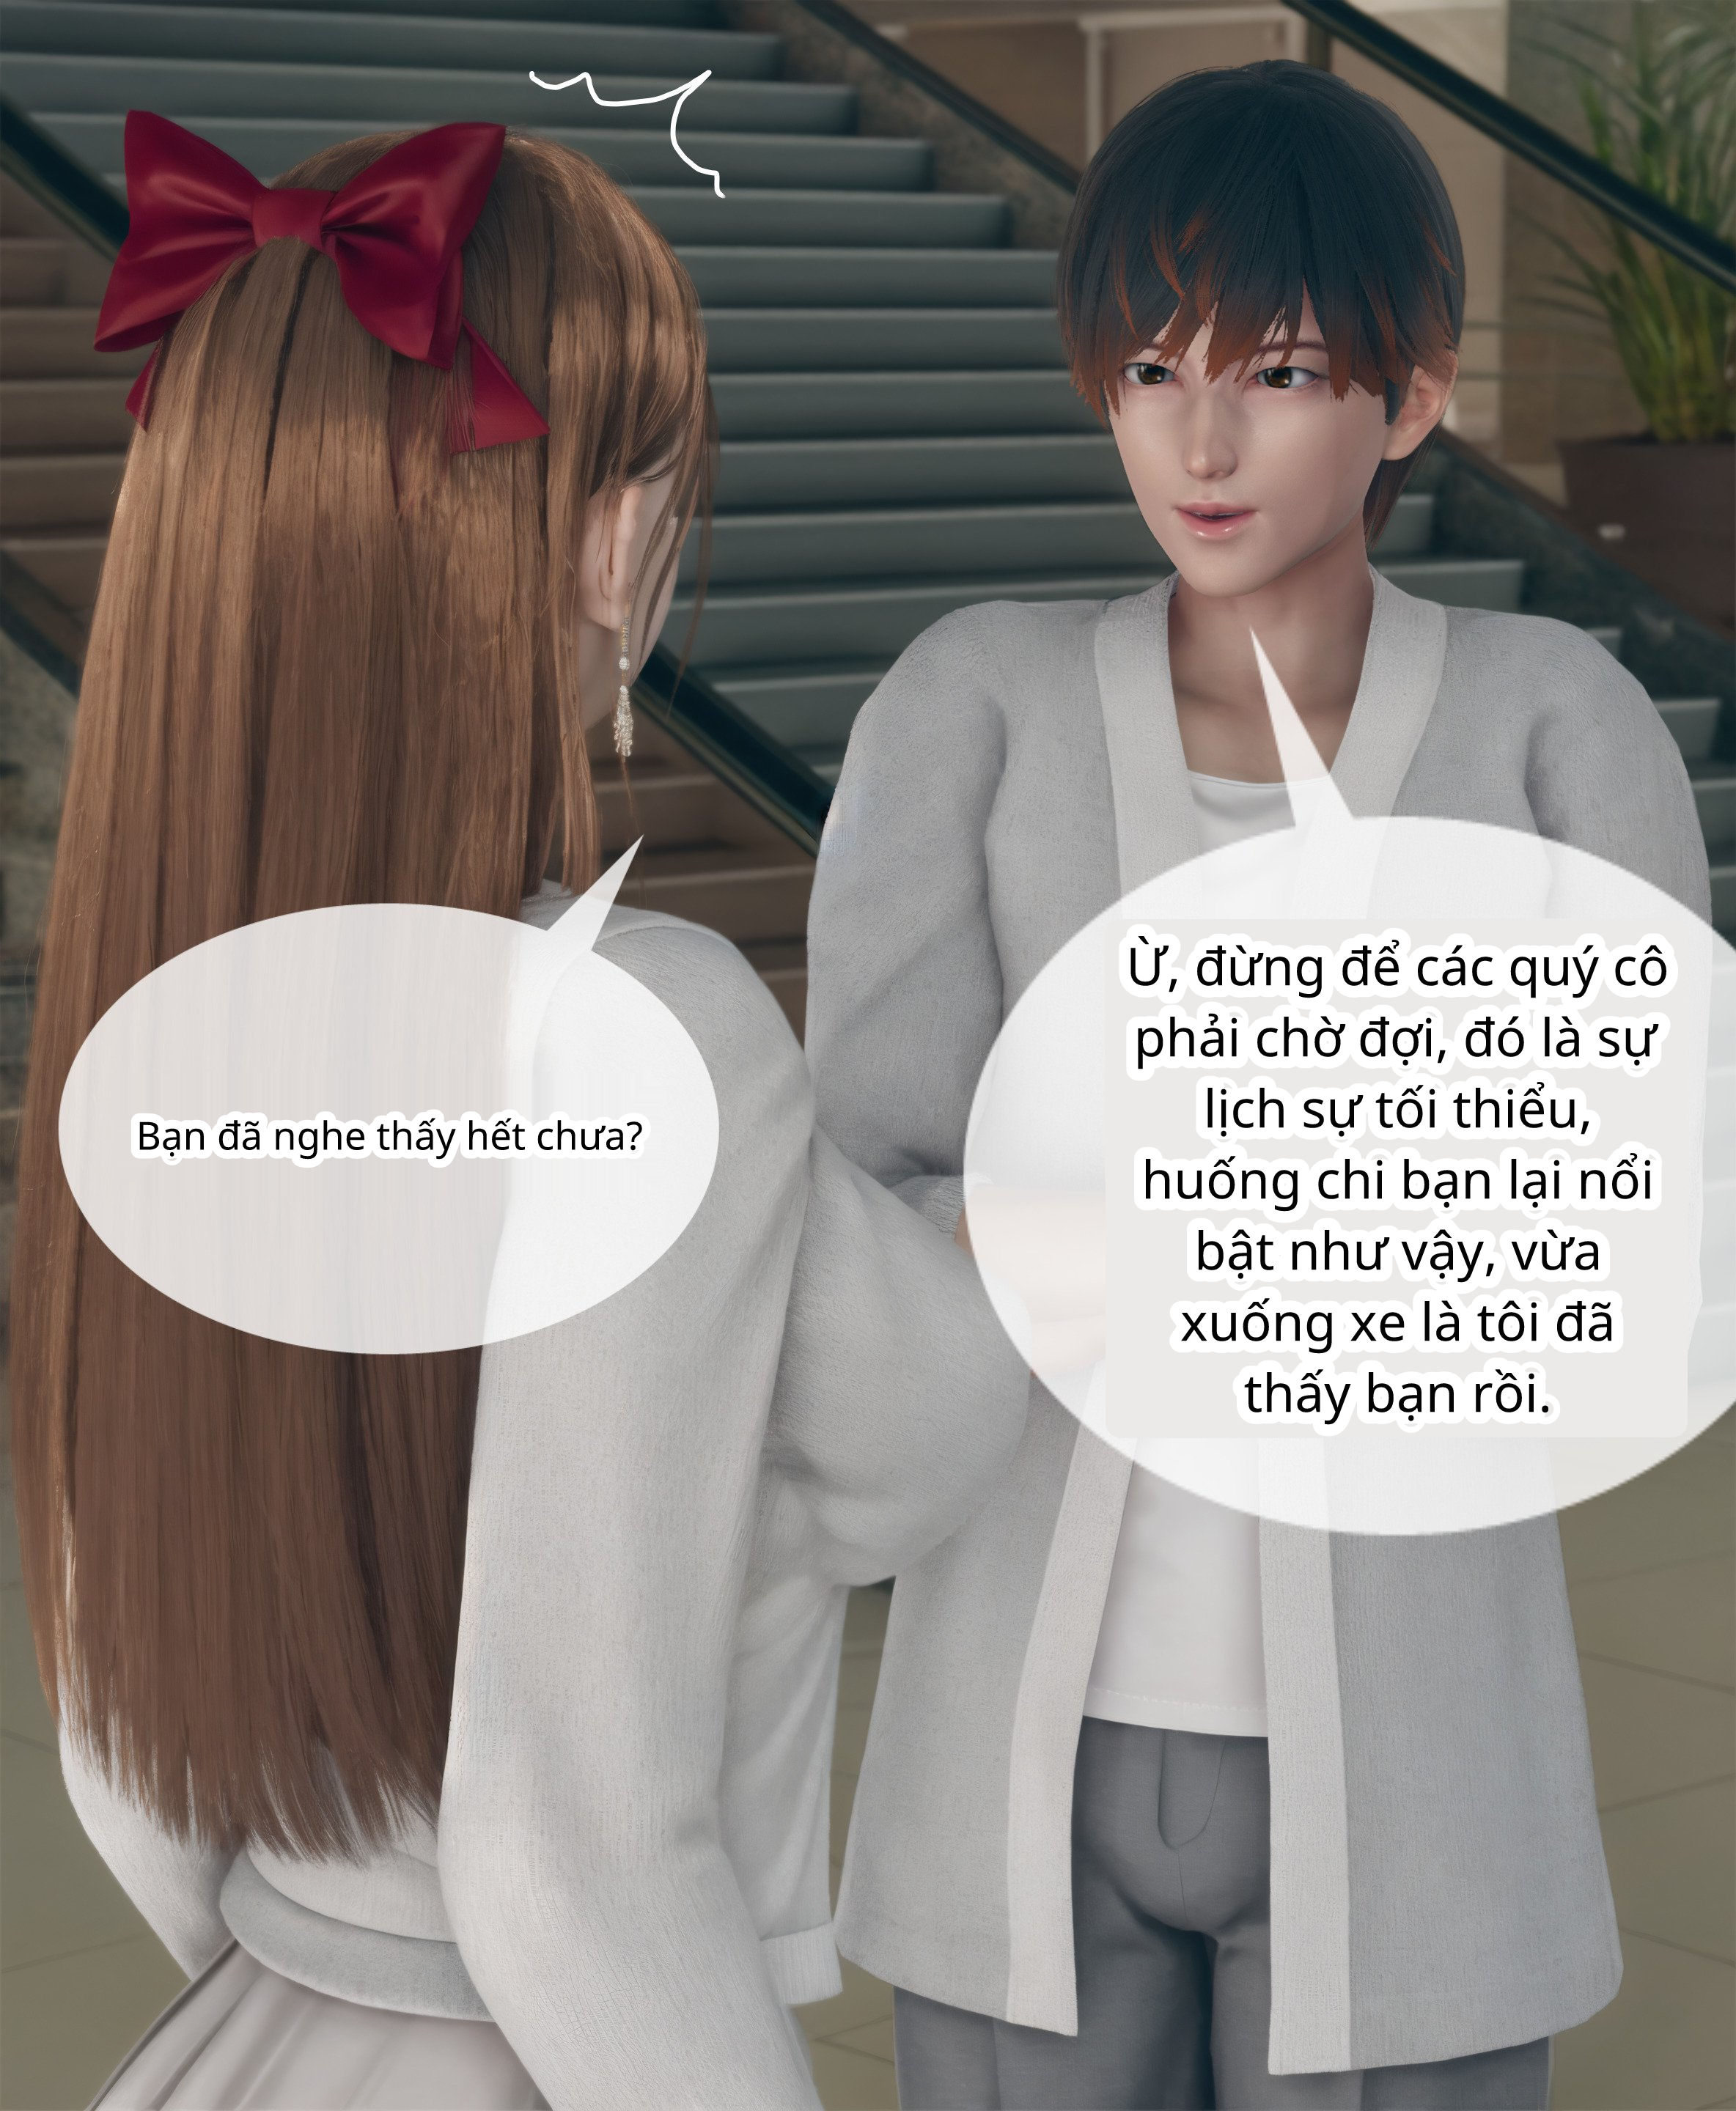 Bạn đã nghe thấy hết chưa?
Ừ, đừng để các quý cô
phải chờ đợi, đó là sự
lịch sự tối thiểu,
huống chi bạn lại nổi
bật như vậy, vừa
xuống xe là tôi đã
thấy bạn rồi.